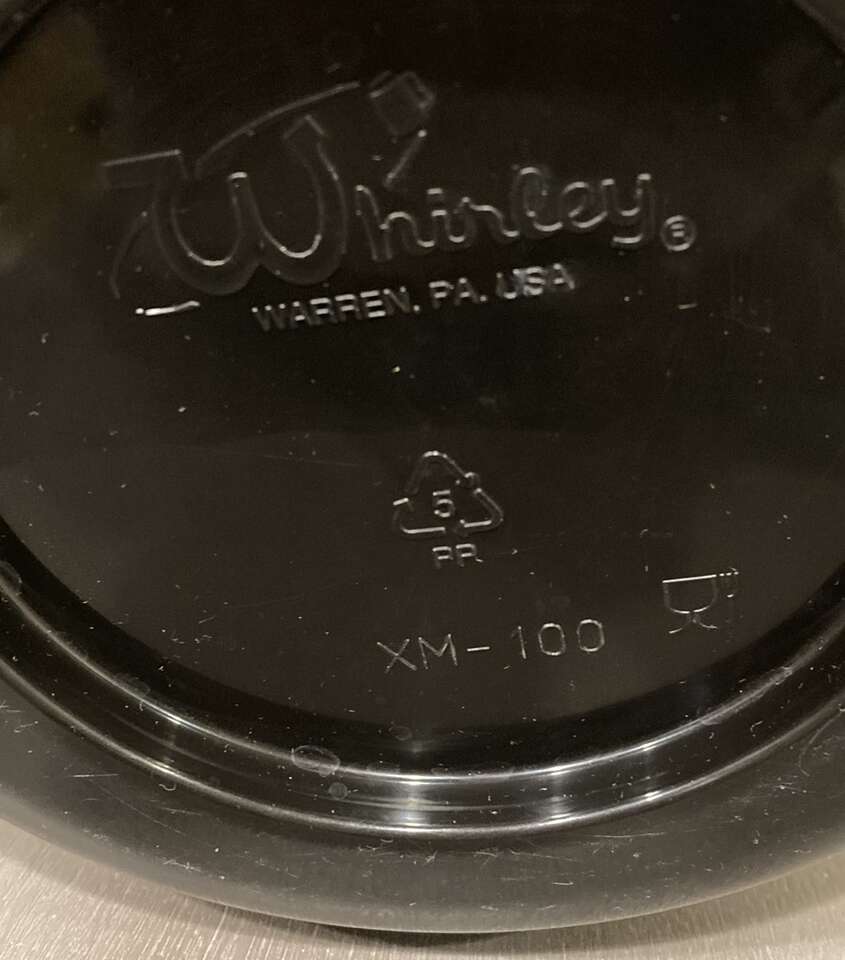 Whirley®
WARREN, PA. USA
5
PP
XM-100